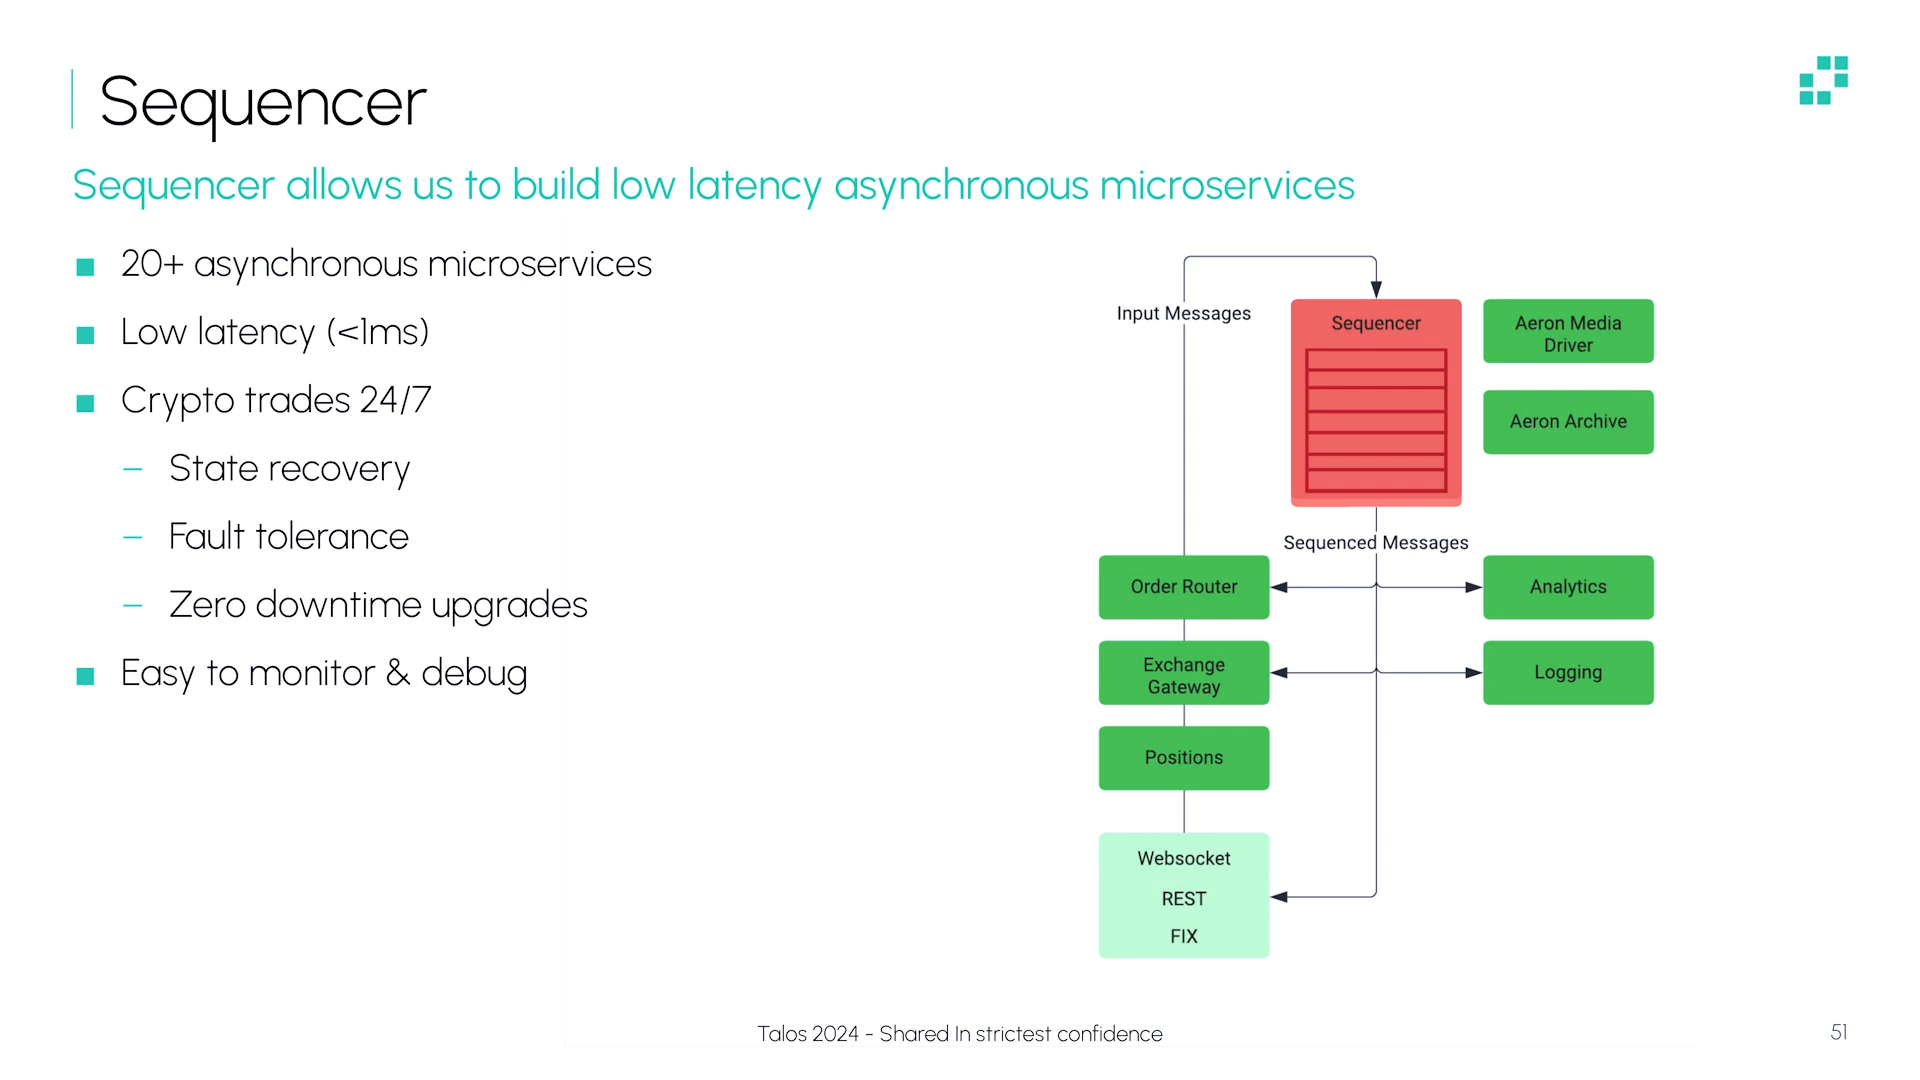 Sequencer
Sequencer allows us to build low latency asynchronous microservices
20+ asynchronous microservices
Low latency (<1ms)
Crypto trades 24/7
– State recovery
– Fault tolerance
– Zero downtime upgrades
Easy to monitor & debug
Input Messages
Sequencer
Aeron Media
Driver
Aeron Archive
Sequenced Messages
Order Router
Analytics
Exchange
Gateway
Logging
Positions
Websocket
REST
FIX
Talos 2024 - Shared In strictest confidence
51